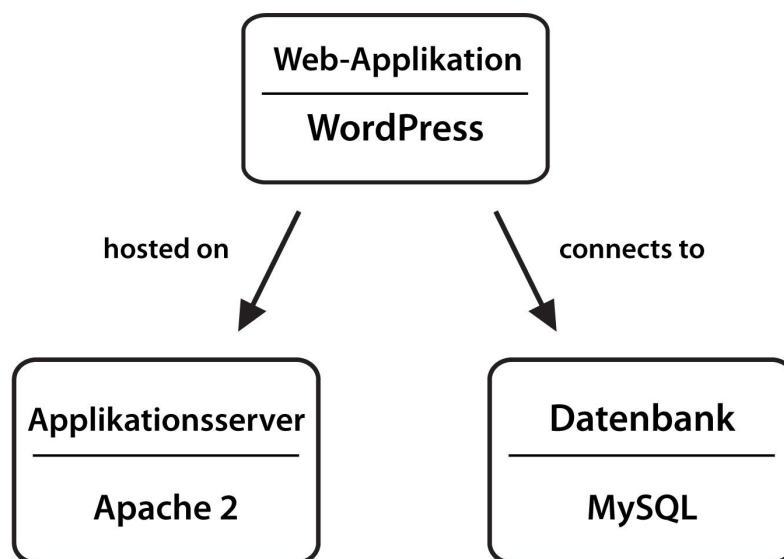 Web-Applikation
WordPress
hosted on
connects to
Applikationsserver
Apache 2
Datenbank
MySQL